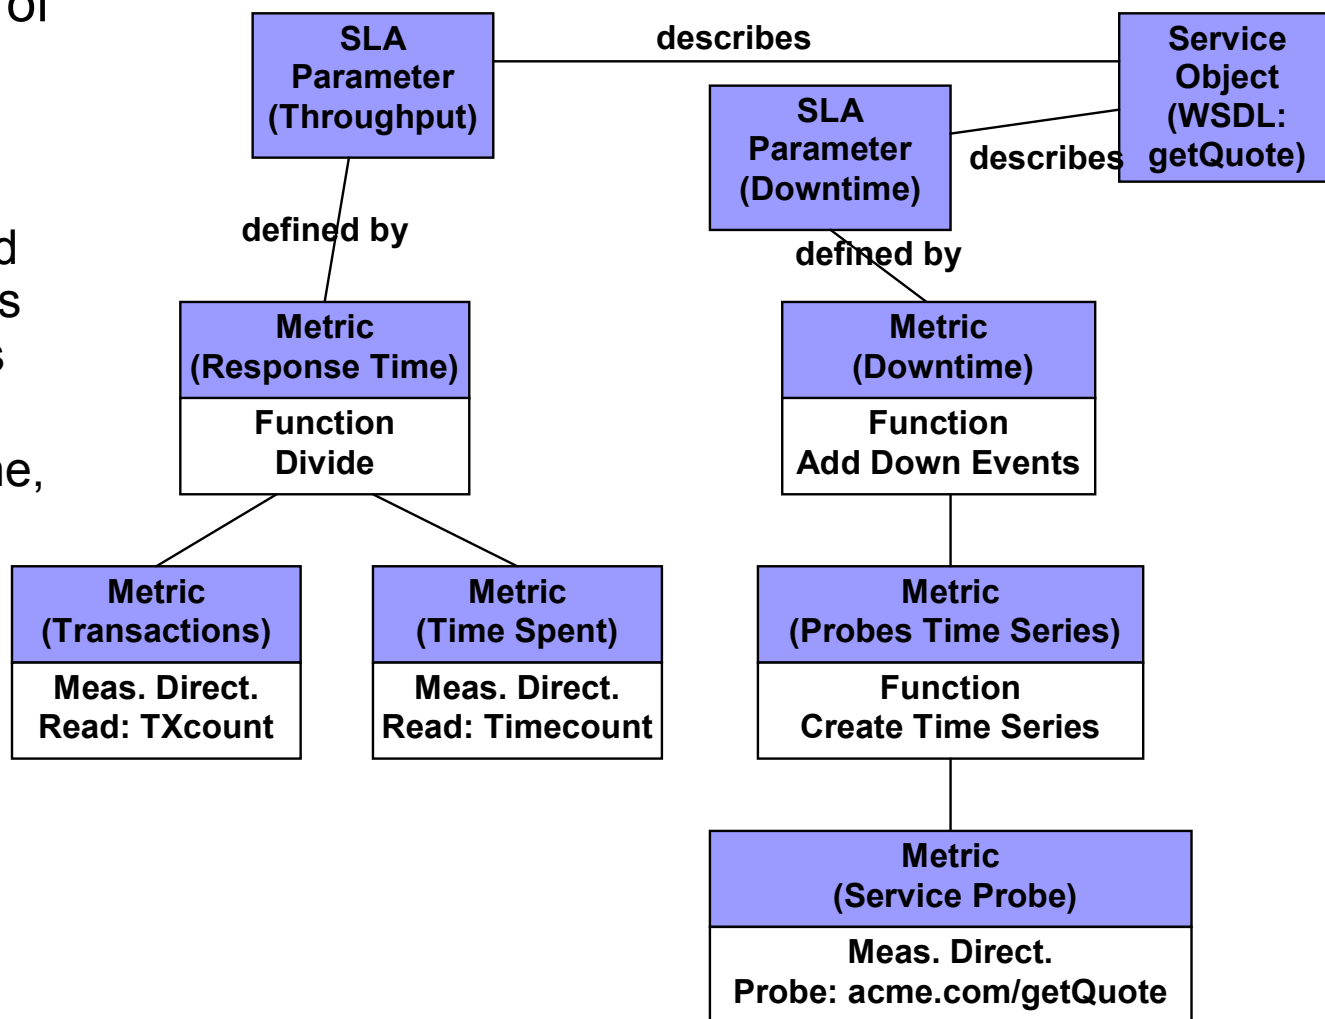 of
d
s
s
ne,
SLA
Parameter
(Throughput)
describes
Service
Object
(WSDL:
getQuote)
SLA
Parameter
(Downtime)
describes
defined by
defined by
Metric
(Response Time)
Function
Divide
Metric
(Downtime)
Function
Add Down Events
Metric
(Transactions)
Meas. Direct.
Read: TXcount
Metric
(Time Spent)
Meas. Direct.
Read: Timecount
Metric
(Probes Time Series)
Function
Create Time Series
Metric
(Service Probe)
Meas. Direct.
Probe: acme.com/getQuote